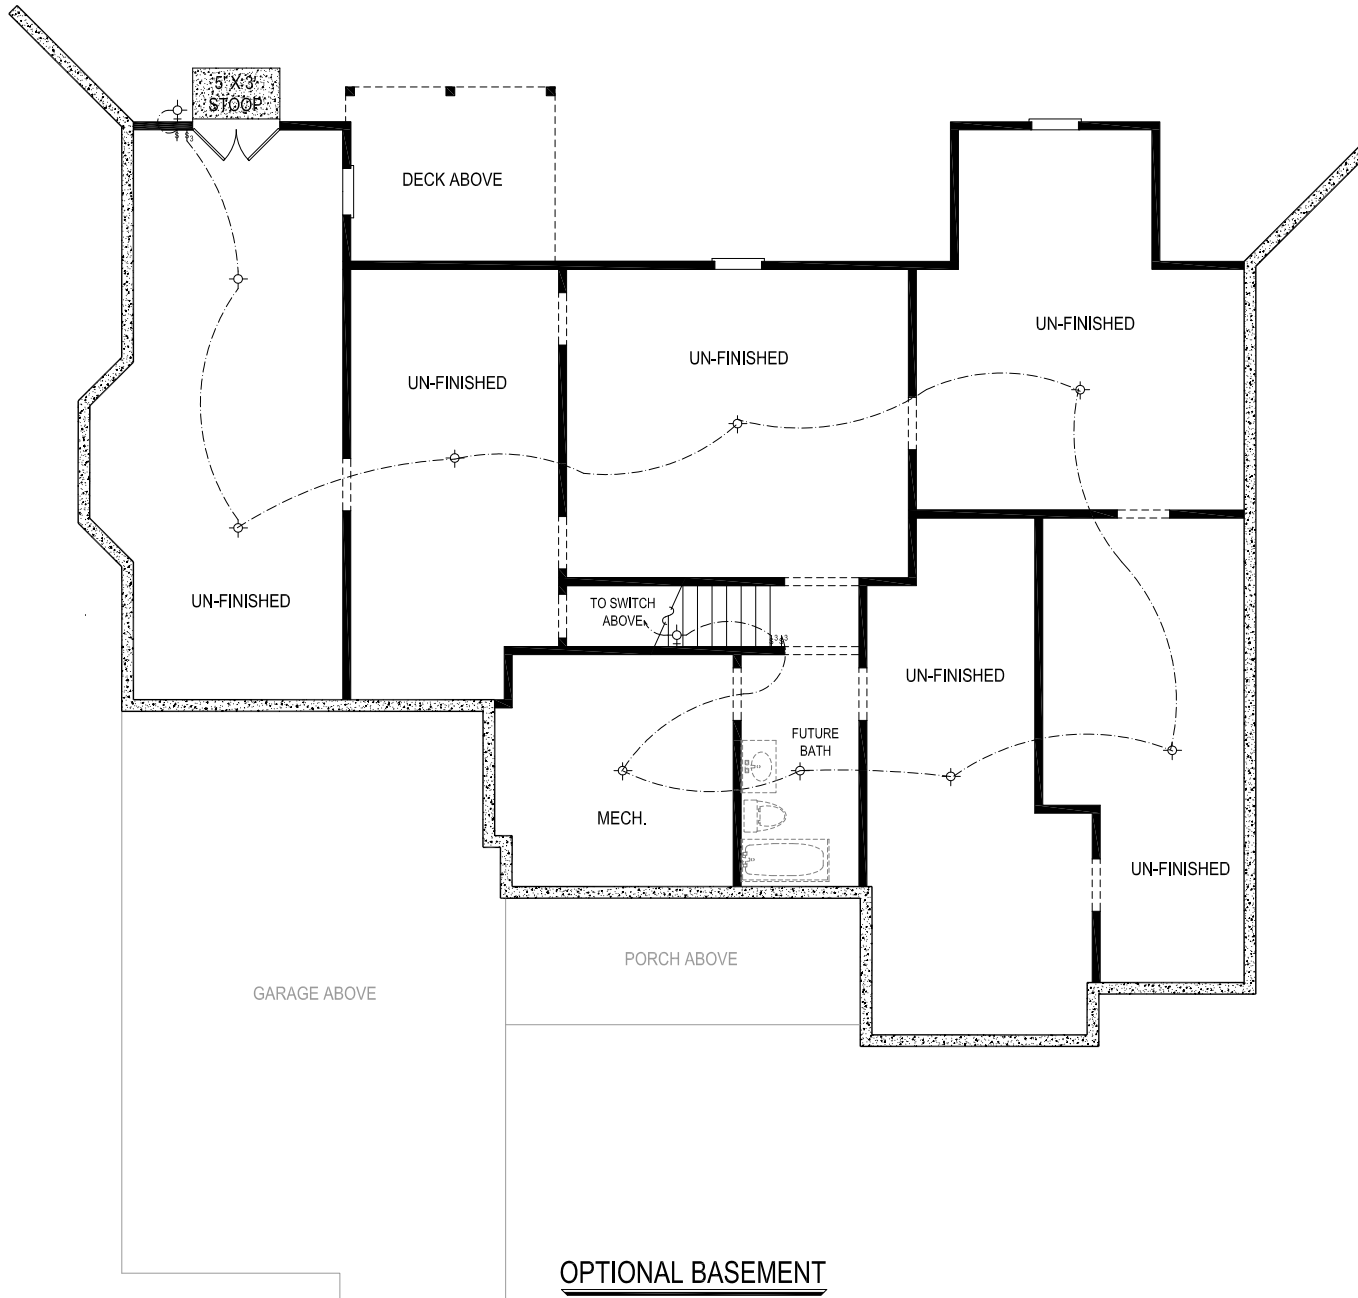 5' X 3'
STOOP
DECK ABOVE
UN-FINISHED
UN-FINISHED
UN-FINISHED
UN-FINISHED
TO SWITCH
ABOVE
UN-FINISHED
FUTURE
BATH
MECH.
UN-FINISHED
PORCH ABOVE
GARAGE ABOVE
OPTIONAL BASEMENT